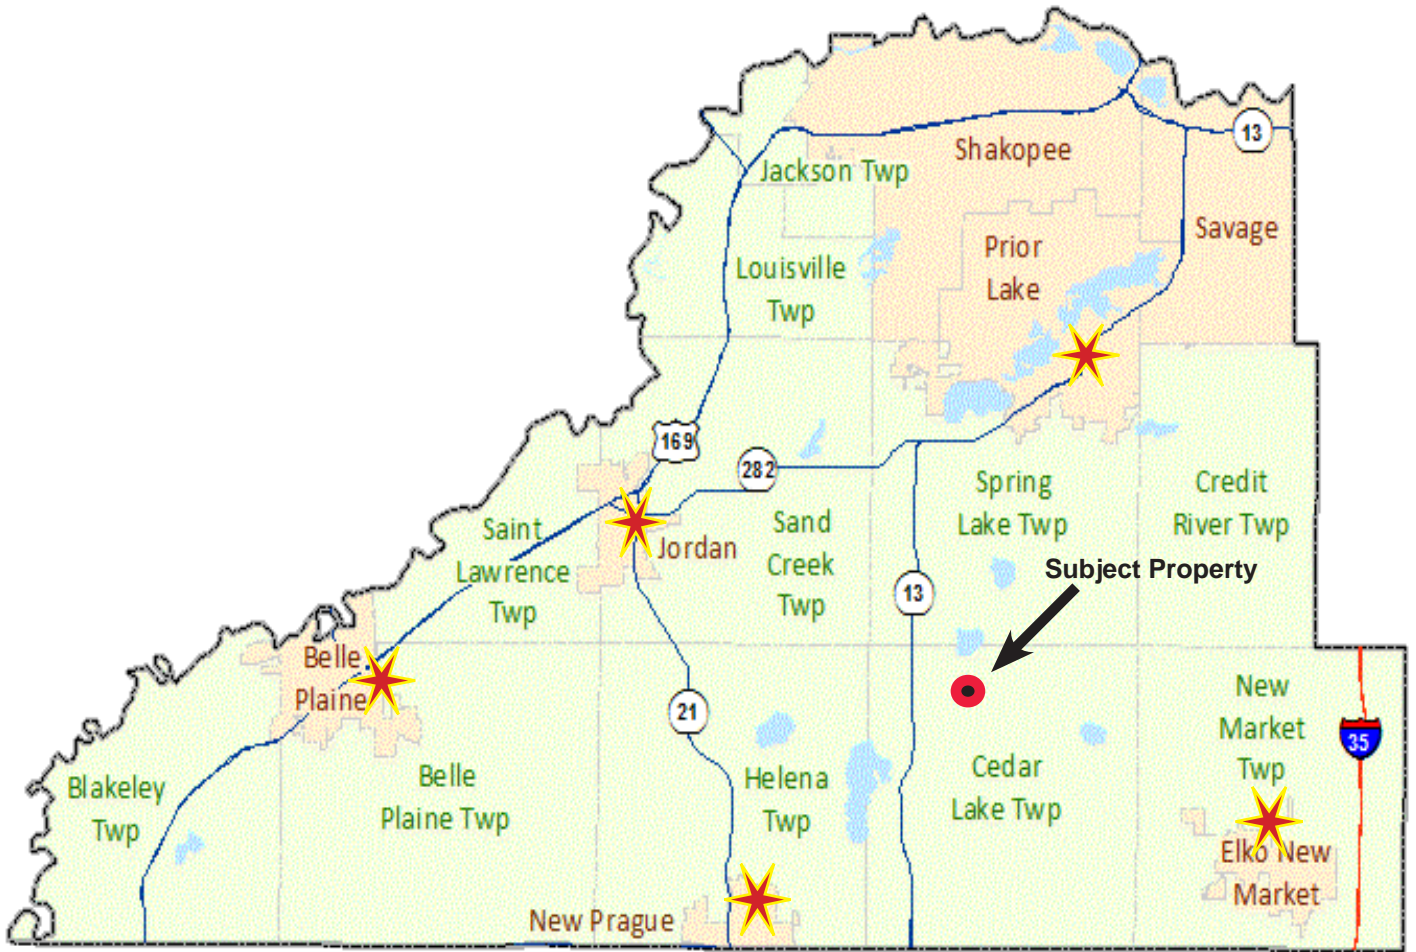 13
Shakopee
Jackson Twp
Savage
Prior
Lake
Louisville
Twp
169
282
Spring
Lake Twp
Credit
River Twp
Saint
Lawrence
Twp
Jordan
Sand
Creek
Twp
Subject Property
13
Belle
Plaine
21
New
Market
Twp
35
Blakeley
Twp
Belle
Plaine Twp
Helena
Twp
Cedar
Lake Twp
Elko New
Market
New Prague